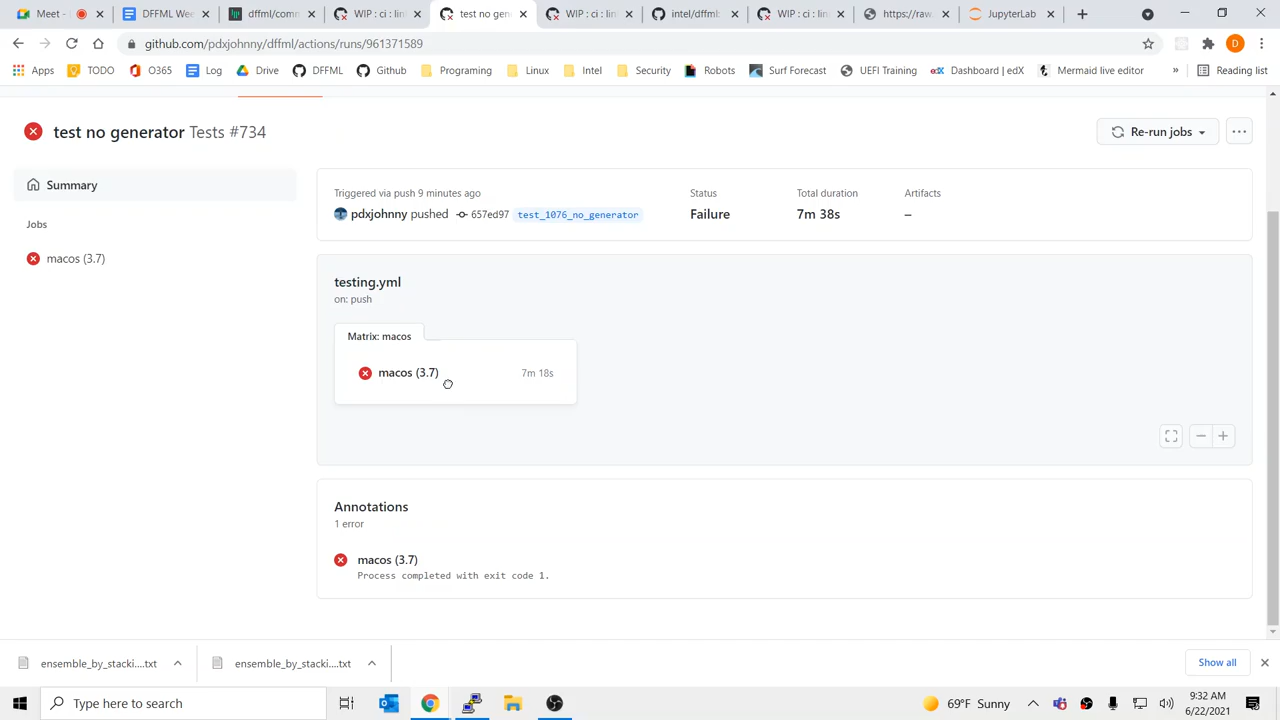 Meet -
DFFML Wee
dffml/com
WIP : ci : lint
test no gen
WIP : ci : lint
intel/dffml
WIP : ci : lint
https://raw
JupyterLab
github.com/pdxjohnny/dffml/actions/runs/961371589
D
Apps
TODO
O365
Log
Drive
DFFML
Github
Programing
Linux
Intel
Security
Robots
Surf Forecast
UEFI Training
edX
Dashboard | edX
Mermaid live editor
»
Reading list
test no generator Tests #734
Re-run jobs
Summary
Jobs
macos (3.7)
Triggered via push 9 minutes ago
pdxjohnny pushed 657ed97 test_1076_no_generator
Status
Failure
Total duration
7m 38s
Artifacts
–
testing.yml
on: push
Matrix: macos
macos (3.7)
7m 18s
Annotations
1 error
macos (3.7)
Process completed with exit code 1.
ensemble_by_stacki....txt
ensemble_by_stacki....txt
Show all
Type here to search
69°F Sunny
9:32 AM
6/22/2021